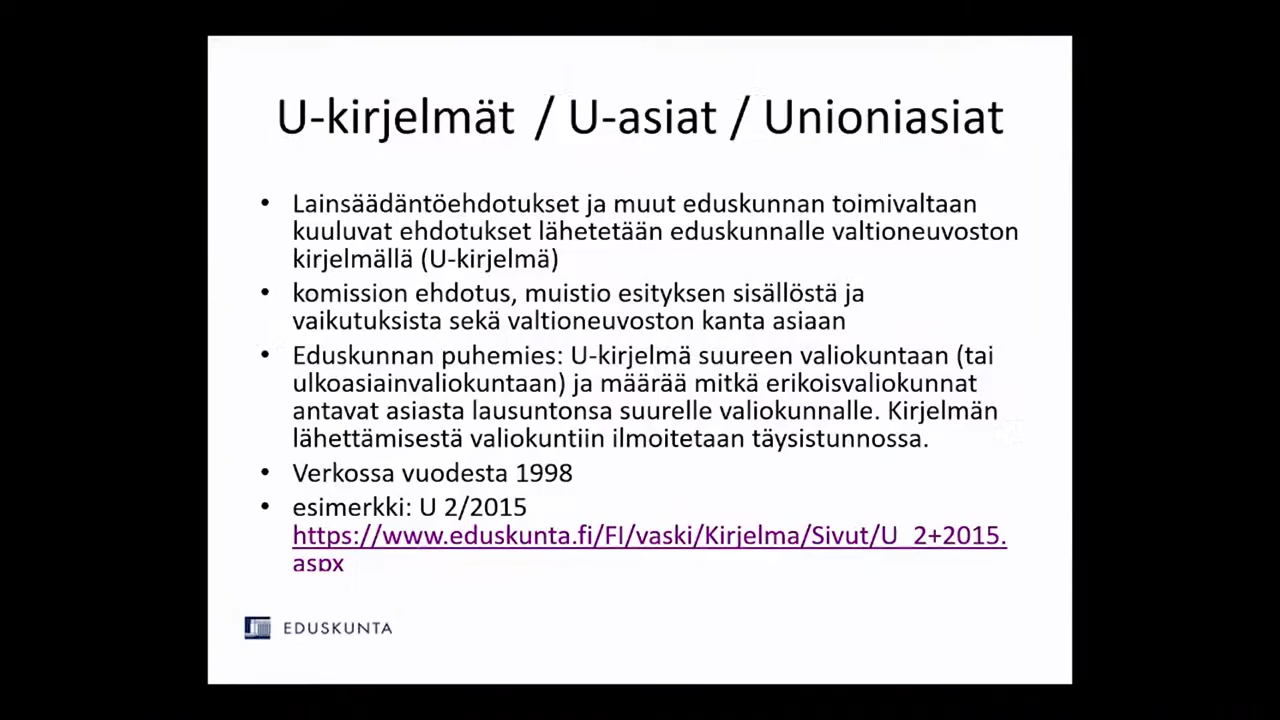 U-kirjelmät / U-asiat / Unioniasiat
• Lainsäädäntöehdotukset ja muut eduskunnan toimivaltaan
kuuluvat ehdotukset lähetetään eduskunnalle valtioneuvoston
kirjelmällä (U-kirjelmä)
• komission ehdotus, muistio esityksen sisällöstä ja
vaikutuksista sekä valtioneuvoston kanta asiaan
• Eduskunnan puhemies: U-kirjelmä suureen valiokuntaan (tai
ulkoasiainvaliokuntaan) ja määrää mitkä erikoisvaliokunnat
antavat asiasta lausuntonsa suurelle valiokunnalle. Kirjelmän
lähettämisestä valiokuntiin ilmoitetaan täysistunnossa.
• Verkossa vuodesta 1998
• esimerkki: U 2/2015
https://www.eduskunta.fi/FI/vaski/Kirjelma/Sivut/U_2+2015.
aspx
EDUSKUNTA